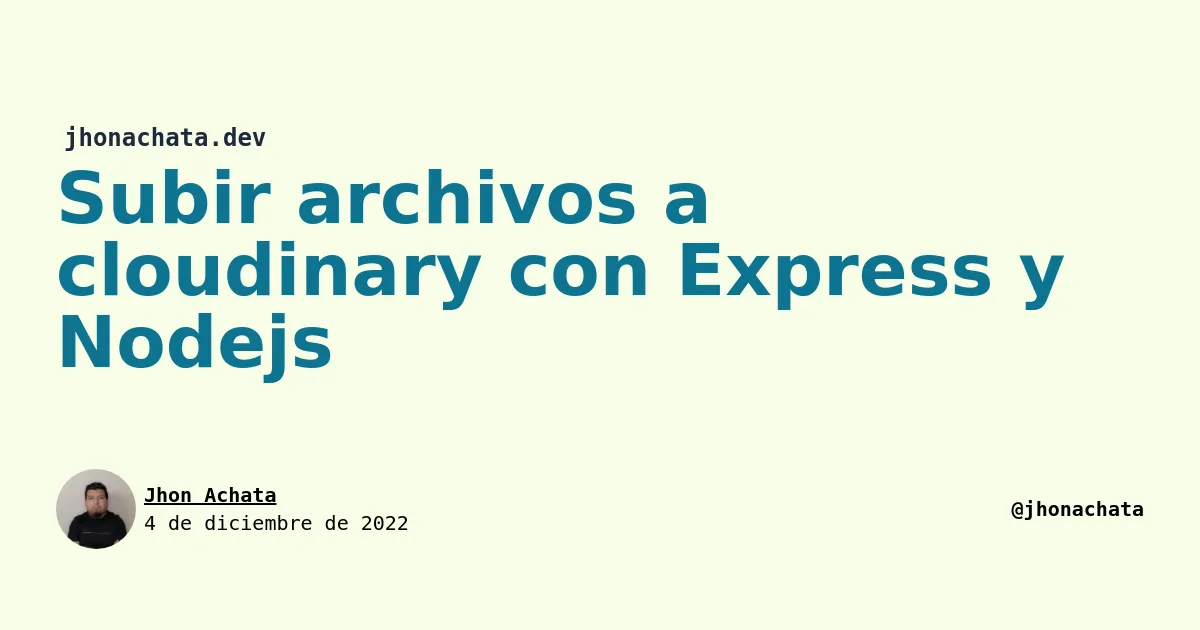 jhonachata.dev
Subir archivos a
cloudinary con Express y
Nodejs
Jhon Achata
4 de diciembre de 2022
@jhonachata